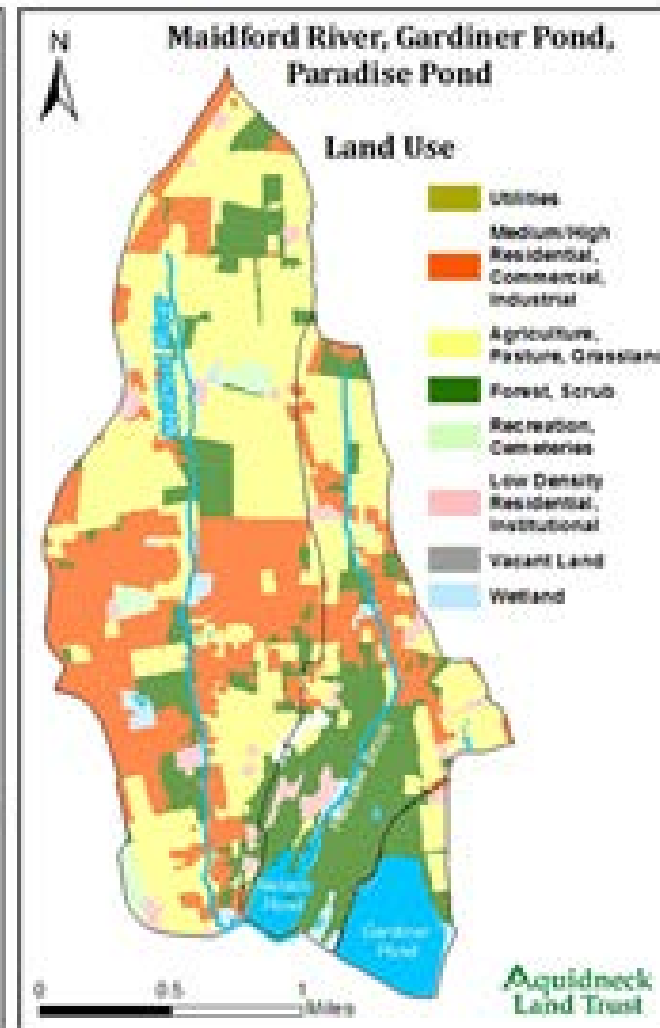 Maidford River, Gardiner Pond,
Paradise Pond
N
Land Use
Utilities
Medium/High
Residential,
Commercial,
Industrial
Agriculture,
Pasture, Grassland
Forest, Scrub
Recreation,
Cemeteries
Low Density
Residential,
Institutional
Vacant Land
Wetland
Pond
Gardiner
Pond
0 0.5 1
Miles
Aquidneck
Land Trust